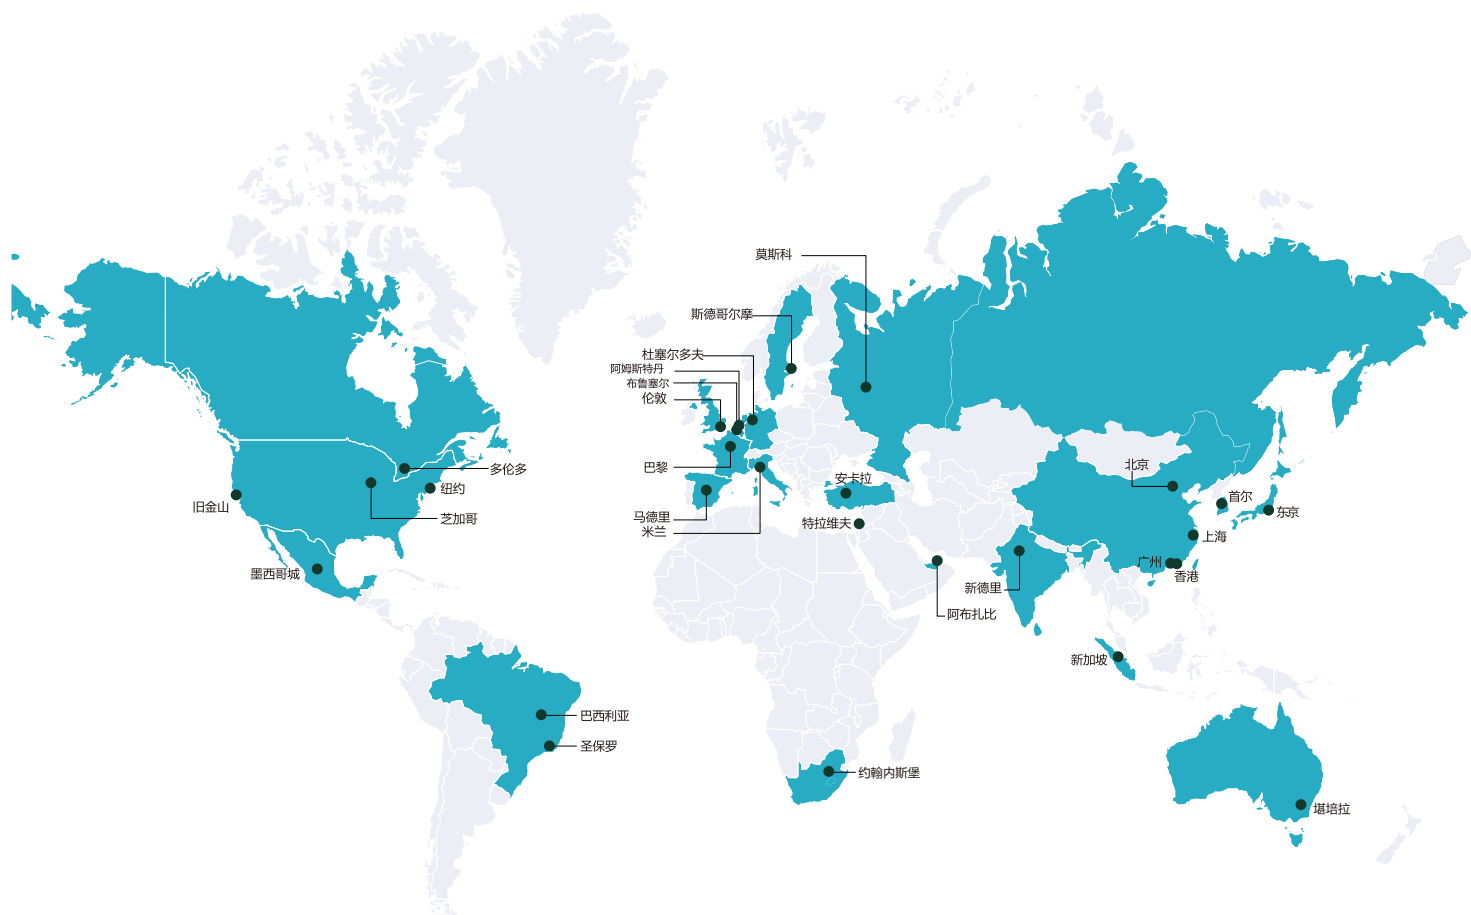 莫斯科
斯德哥尔摩
杜塞尔多夫
阿姆斯特丹
布鲁塞尔
伦敦
巴黎
北京
多伦多
安卡拉
纽约
首尔
旧金山
东京
芝加哥
马德里
特拉维夫
米兰
上海
广州
香港
墨西哥城
新德里
阿布扎比
新加坡
巴西利亚
圣保罗
约翰内斯堡
堪培拉